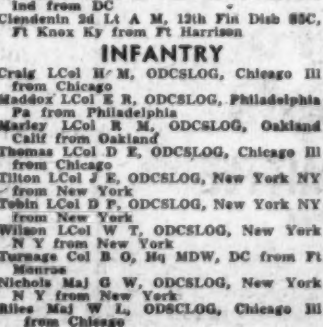 Ind from DC
Clendenin 2d Lt A M, 12th Fin Disb SSC,
Ft Knox Ky from Ft Harrison
INFANTRY
Craig LCol H M, ODCSLOG, Chicago Ill
from Chicago
Maddox LCol E R, ODCSLOG, Philadelphia
Pa from Philadelphia
Marley LCol R M, ODCSLOG, Oakland
Calif from Oakland
Thomas LCol D E, ODCSLOG, Chicago Ill
from Chicago
Tilton LCol J E, ODCSLOG, New York NY
from New York
Tobin LCol D P, ODCSLOG, New York NY
from New York
Wilson LCol W T, ODCSLOG, New York
N Y from New York
Turnage Col B O, Hq MDW, DC from Ft
Monroe
Nichols Maj G W, ODCSLOG, New York
N Y from New York
Riles Maj W L, ODSCLOG, Chicago Ill
from Chicago